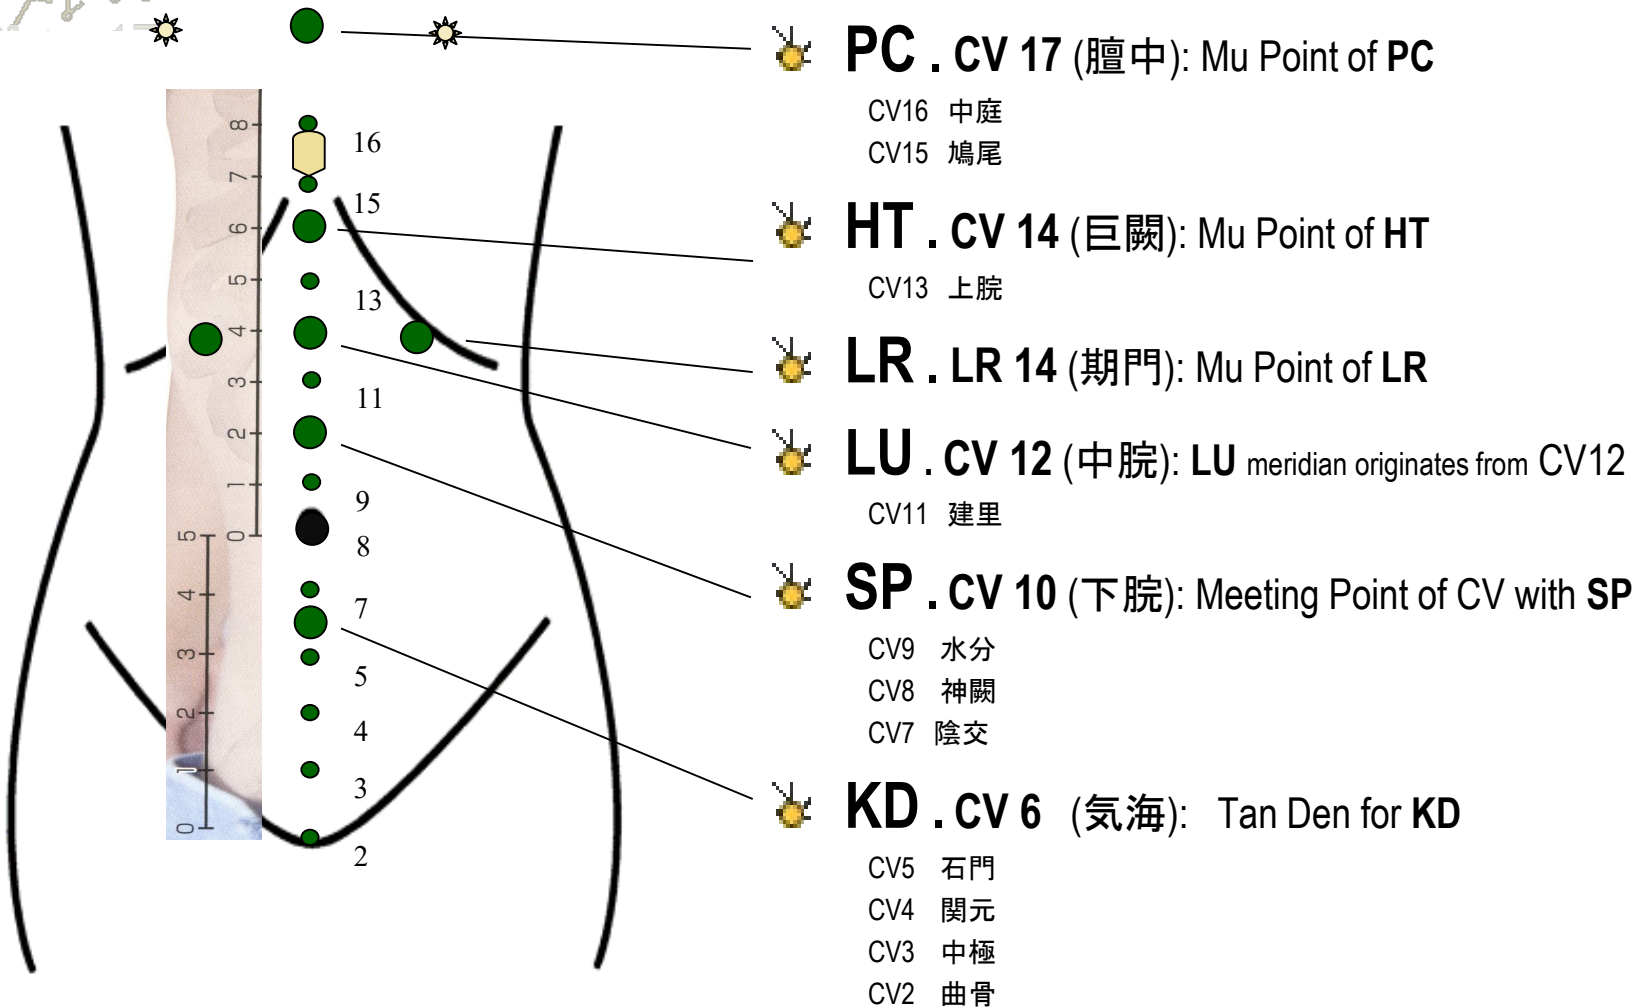 PC . CV 17 (膻中): Mu Point of PC
CV16 中庭
CV15 鳩尾
HT . CV 14 (巨闕): Mu Point of HT
CV13 上脘
LR . LR 14 (期門): Mu Point of LR
LU . CV 12 (中脘): LU meridian originates from CV12
CV11 建里
SP . CV 10 (下脘): Meeting Point of CV with SP
CV9 水分
CV8 神闕
CV7 陰交
KD . CV 6 (気海): Tan Den for KD
CV5 石門
CV4 関元
CV3 中極
CV2 曲骨
16
15
13
11
9
8
7
5
4
3
2
8
7
6
5
4
3
2
1
0
5
4
3
2
1
0